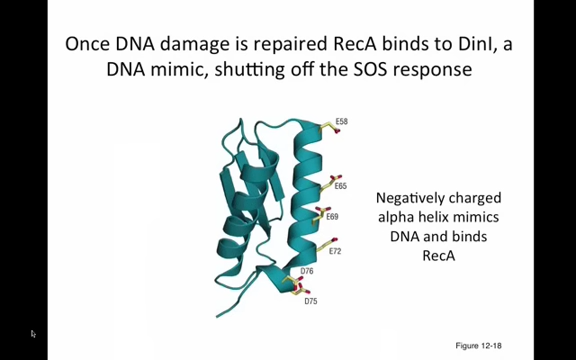 Once DNA damage is repaired RecA binds to DinI, a
DNA mimic, shutting off the SOS response
E58
E65
E69
E72
D76
D75
Negatively charged
alpha helix mimics
DNA and binds
RecA
Figure 12-18